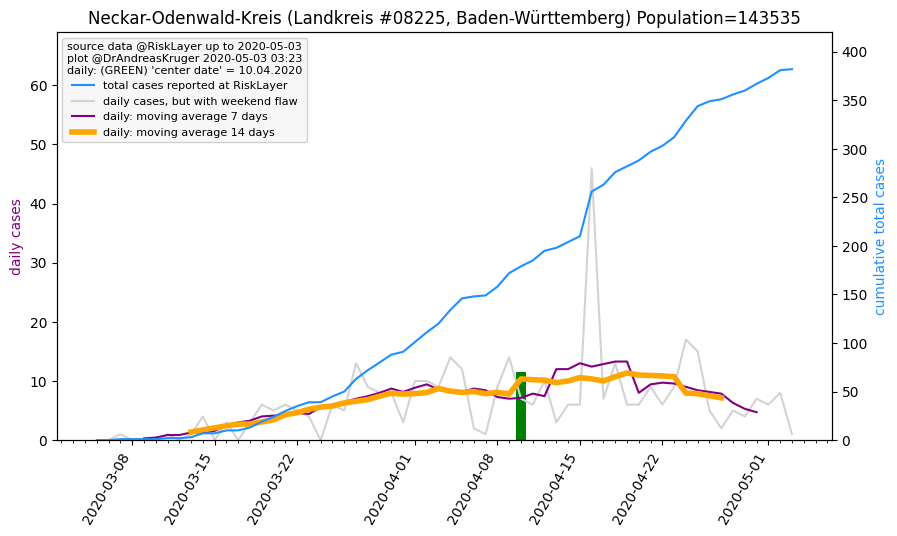 Neckar-Odenwald-Kreis (Landkreis #08225, Baden-Württemberg) Population=143535
source data @RiskLayer up to 2020-05-03
plot @DrAndreasKruger 2020-05-03 03:23
daily: (GREEN) 'center date' = 10.04.2020
total cases reported at RiskLayer
daily cases, but with weekend flaw
daily: moving average 7 days
daily: moving average 14 days
daily cases
60
50
40
30
20
10
0
400
350
300
250
200
150
100
50
0
cumulative total cases
2020-03-08
2020-03-15
2020-03-22
2020-04-01
2020-04-08
2020-04-15
2020-04-22
2020-05-01